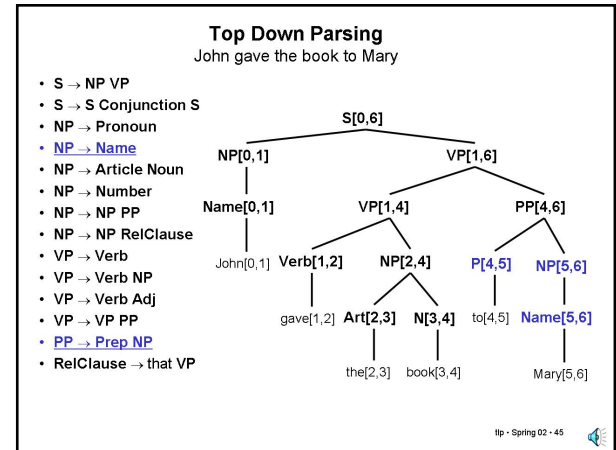 Top Down Parsing
John gave the book to Mary
• S → NP VP
• S → S Conjunction S
• NP → Pronoun
• NP → Name
• NP → Article Noun
• NP → Number
• NP → NP PP
• NP → NP RelClause
• VP → Verb
• VP → Verb NP
• VP → Verb Adj
• VP → VP PP
• PP → Prep NP
• RelClause → that VP
S[0,6]
NP[0,1] VP[1,6]
Name[0,1] VP[1,4] PP[4,6]
John[0,1] Verb[1,2] NP[2,4] P[4,5] NP[5,6]
gave[1,2] Art[2,3] N[3,4] to[4,5] Name[5,6]
the[2,3] book[3,4] Mary[5,6]
tlp • Spring 02 • 45